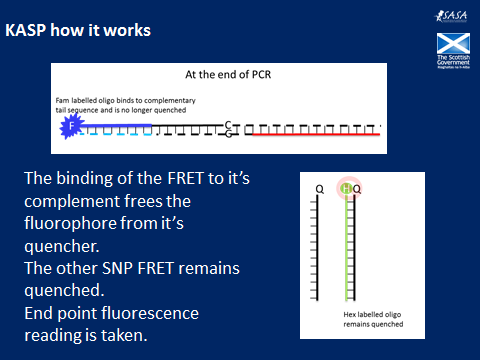 SASA
KASP how it works
The Scottish
Government
Riaghaltas na h-Alba
At the end of PCR
Fam labelled oligo binds to complementary
tail sequence and is no longer quenched
F
C
G
The binding of the FRET to it's
complement frees the
fluorophore from it's
quencher.
The other SNP FRET remains
quenched.
End point fluorescence
reading is taken.
Q H Q
Hex labelled oligo
remains quenched